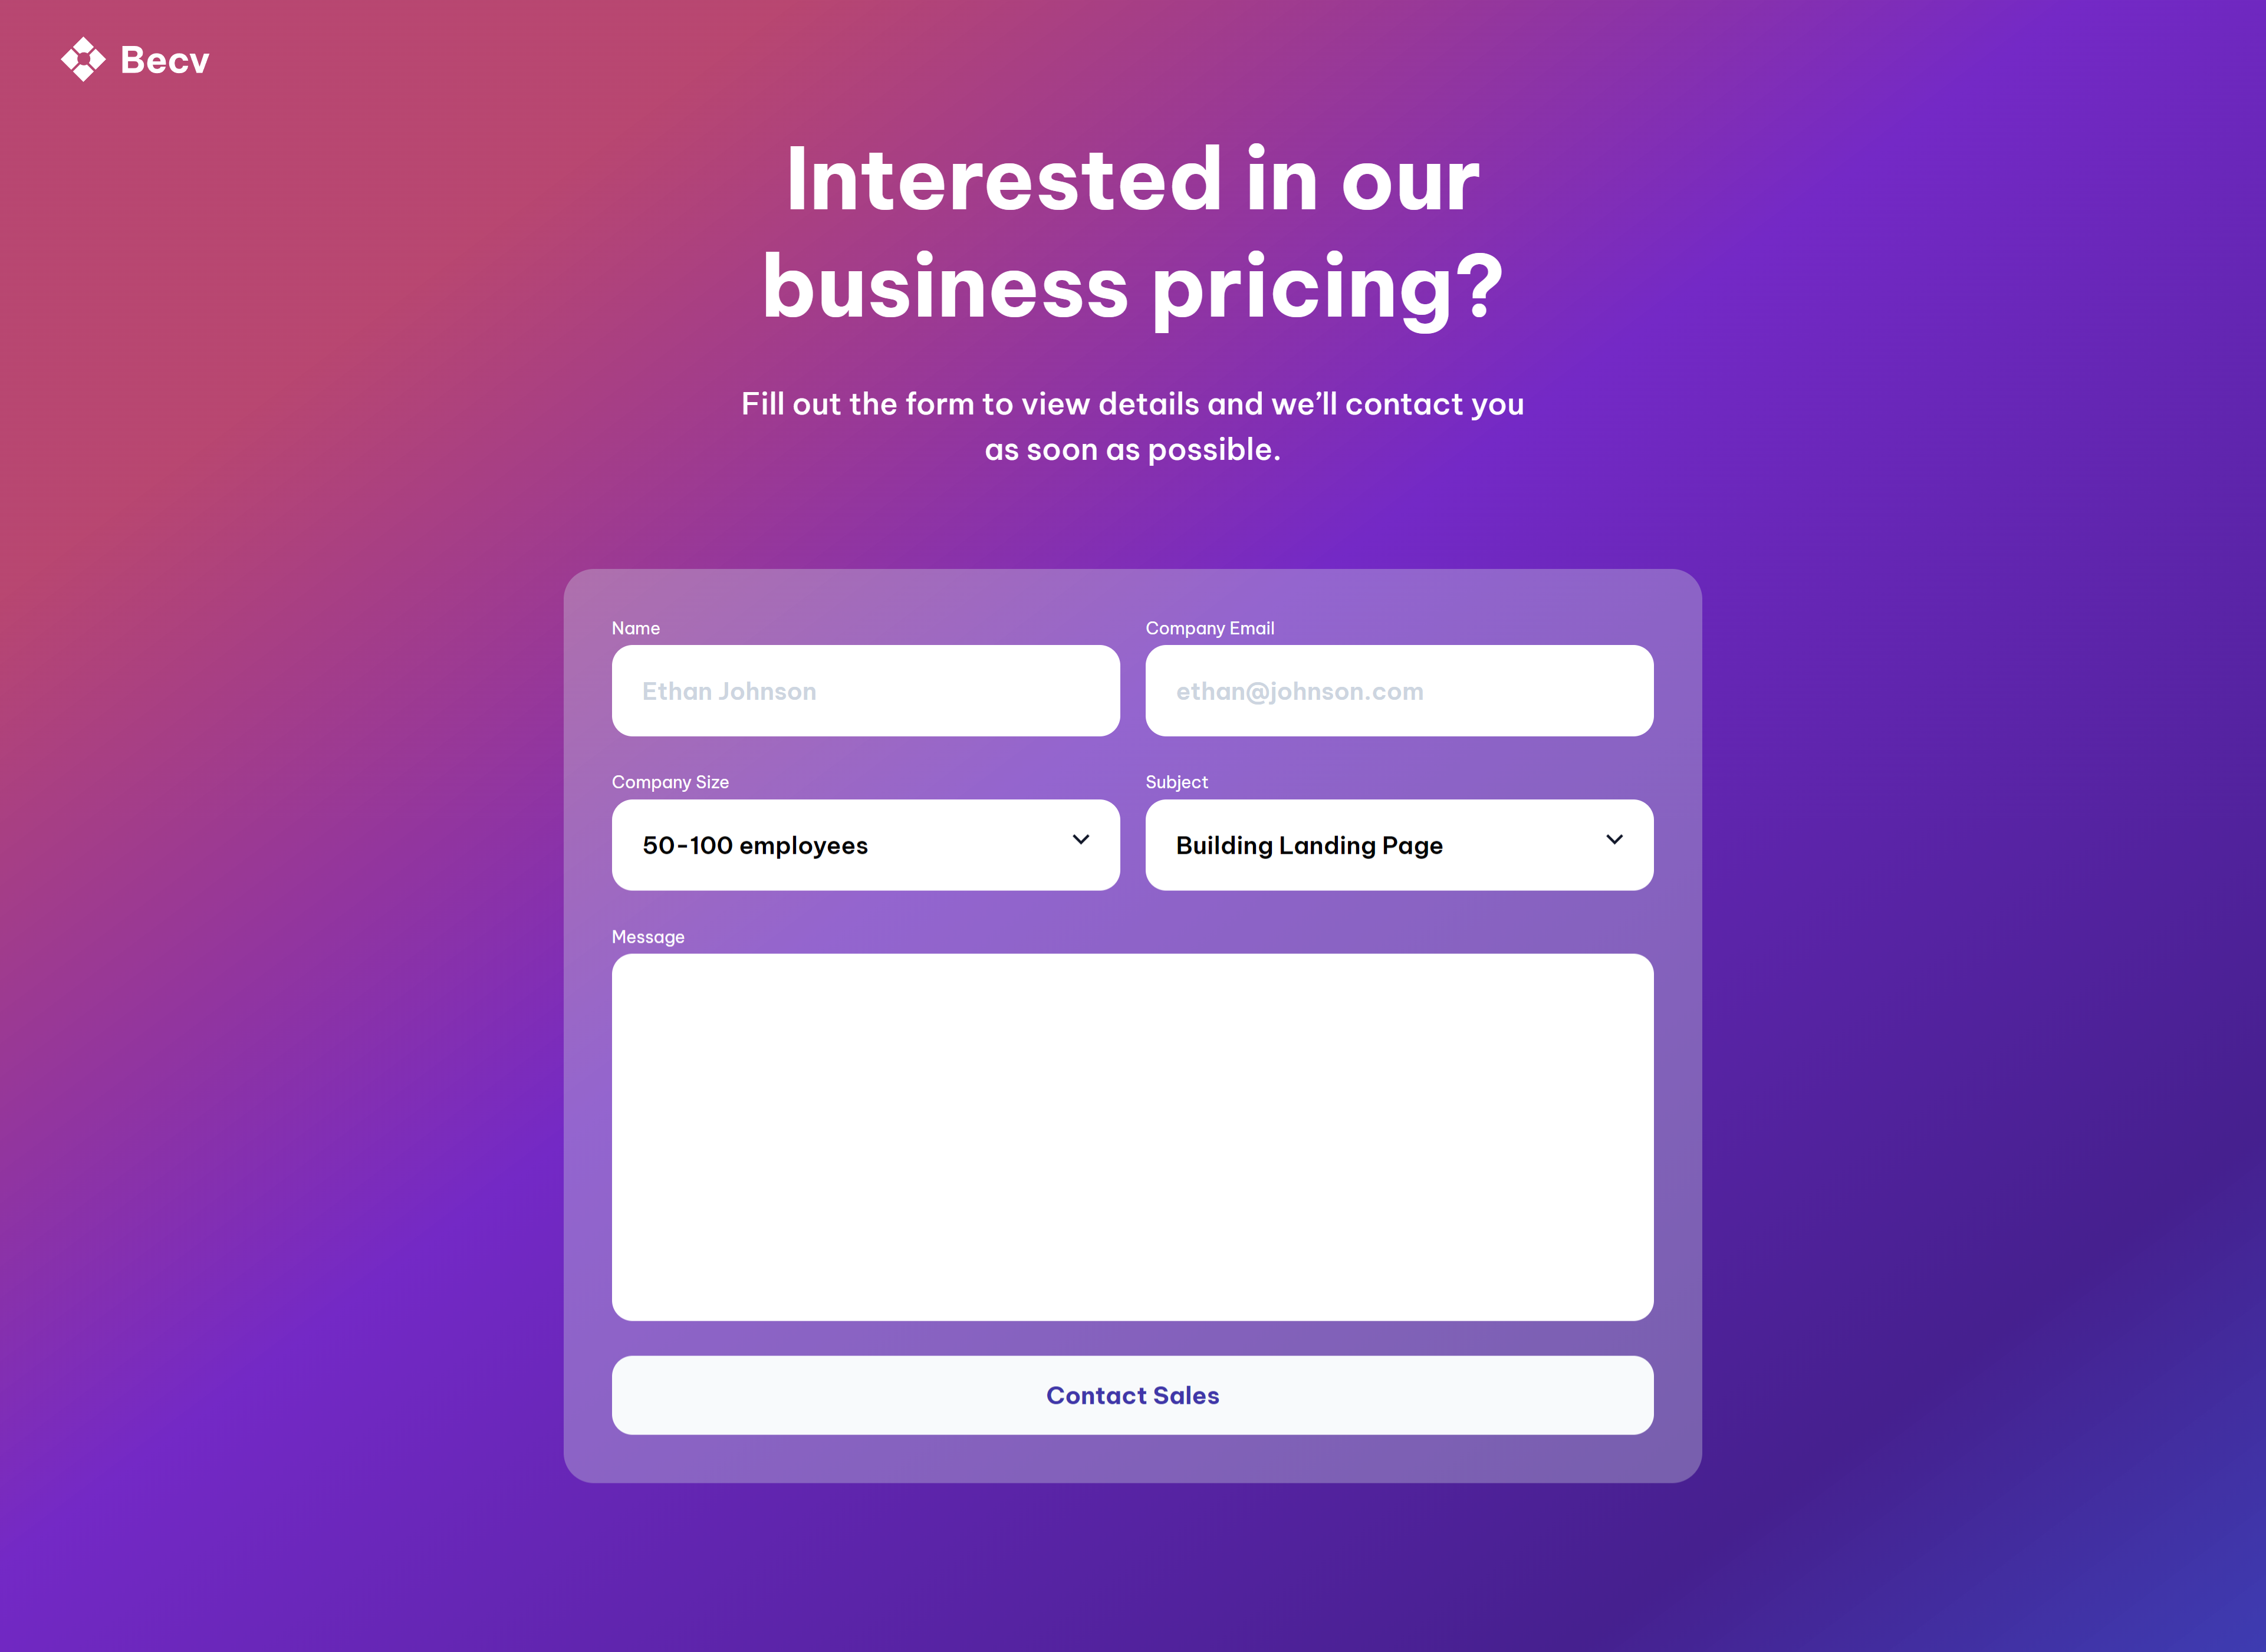 Becv
Interested in our
business pricing?
Fill out the form to view details and we’ll contact you
as soon as possible.
Name
Company Email
Ethan Johnson
ethan@johnson.com
Company Size
Subject
50-100 employees
Building Landing Page
Message
Contact Sales